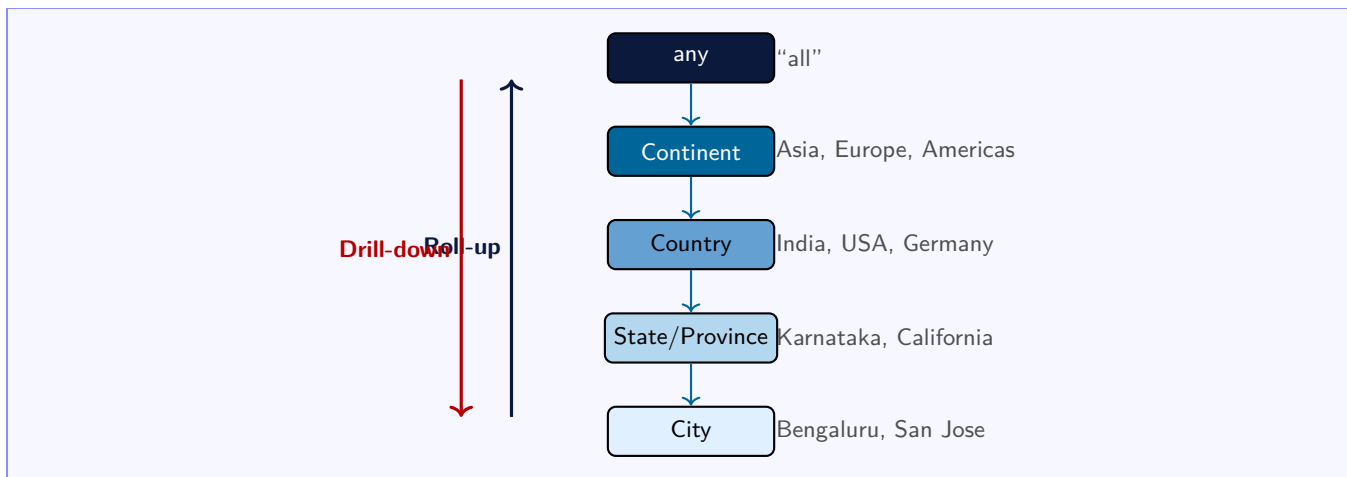 any “all”
Continent Asia, Europe, Americas
Drill-down Roll-up Country India, USA, Germany
State/Province Karnataka, California
City Bengaluru, San Jose